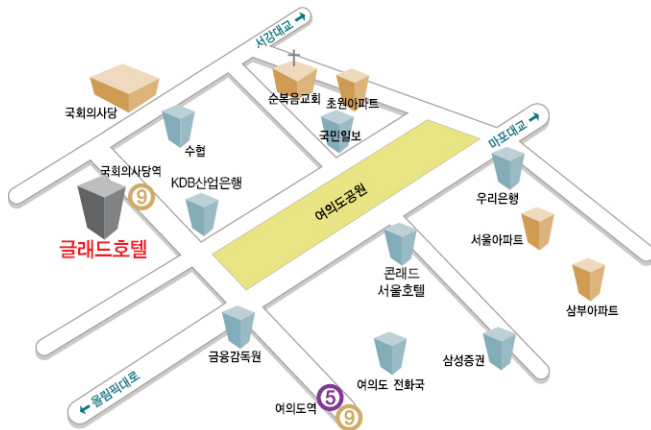 서강대교
국회의사당
순복음교회
초원아파트
국민일보
수협
마포대교
국회의사당역
9
KDB산업은행
글래드호텔
여의도공원
우리은행
서울아파트
삼부아파트
콘래드
서울호텔
금융감독원
여의도 전화국
삼성증권
올림픽대로
여의도역
5
9